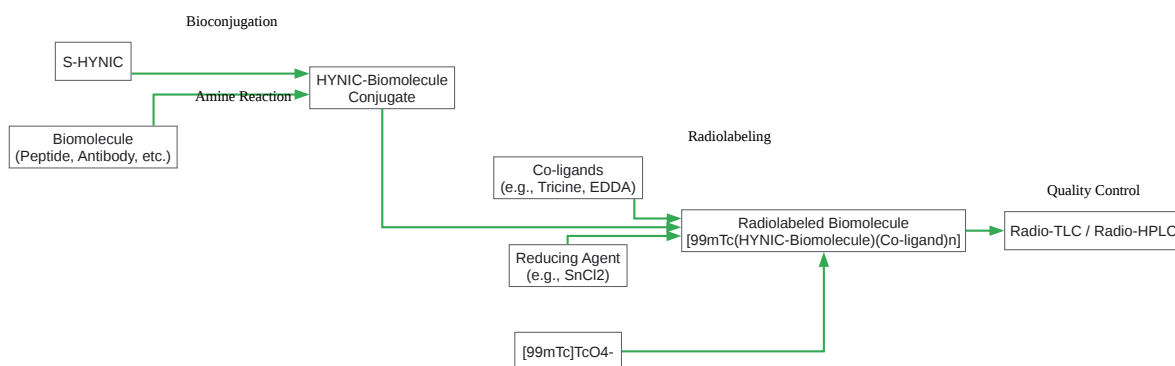 Bioconjugation
S-HYNIC
HYNIC-Biomolecule
Conjugate
Amine Reaction
Biomolecule
(Peptide, Antibody, etc.)
Radiolabeling
Co-ligands
(e.g., Tricine, EDDA)
Quality Control
Radiolabeled Biomolecule
[99mTc(HYNIC-Biomolecule)(Co-ligand)n]
Radio-TLC / Radio-HPLC
Reducing Agent
(e.g., SnCl2)
[99mTc]TcO4-